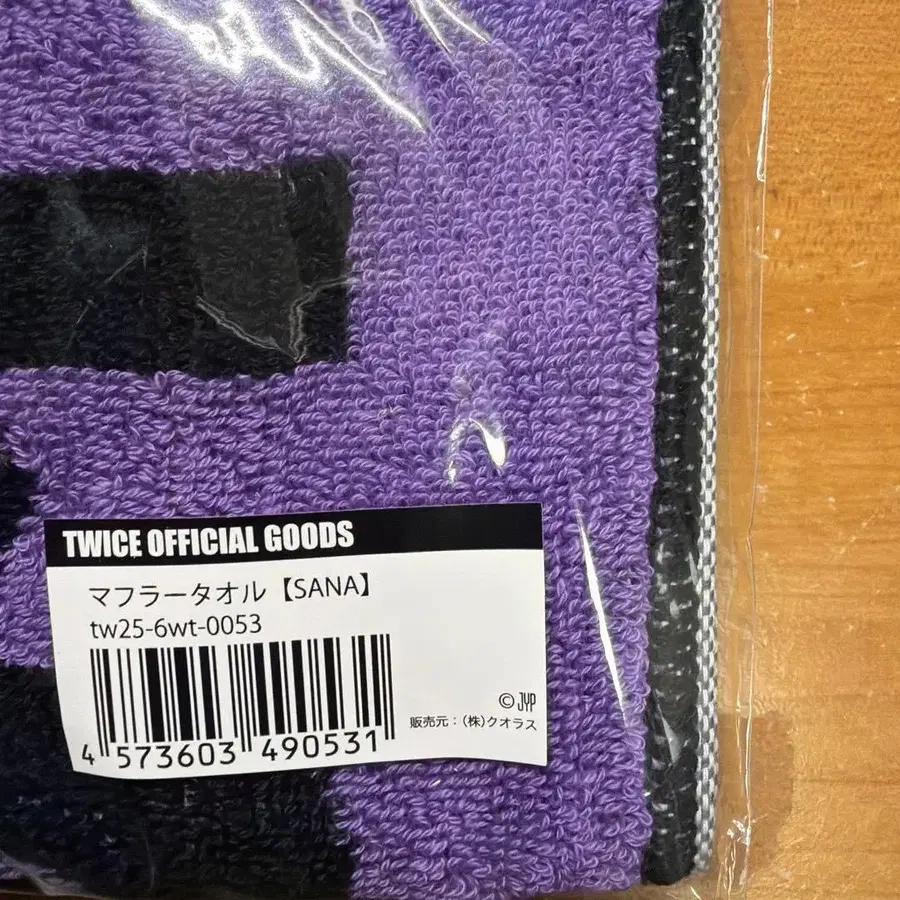 TWICE OFFICIAL GOODS
マフラータオル【SANA】
tw25-6wt-0053
© JYP
販売元：(株)クオラス
4 573603 490531